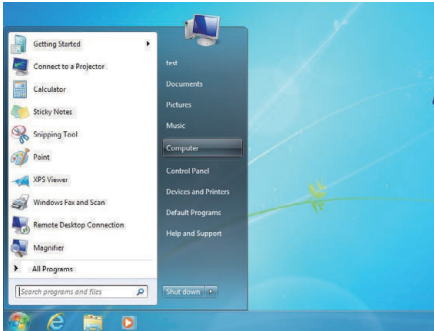 Getting Started
Connect to a Projector
Calculator
Sticky Notes
Snipping Tool
Paint
XPS Viewer
Windows Fax and Scan
Remote Desktop Connection
Magnifier
All Programs
Search programs and files
test
Documents
Pictures
Music
Computer
Control Panel
Devices and Printers
Default Programs
Help and Support
Shut down